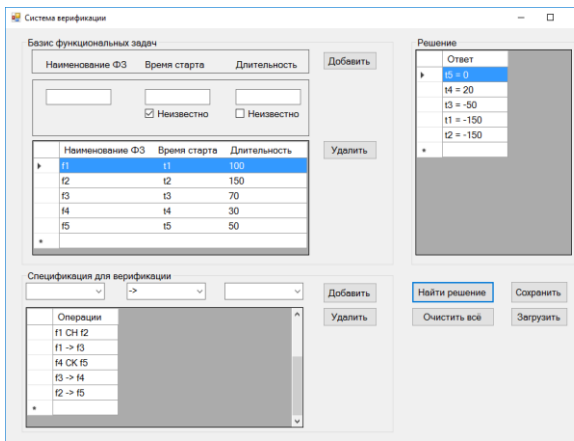 Система верификации
Базис функциональных задач
Наименование ФЗ Время старта Длительность
Добавить
Неизвестно Неизвестно
Наименование ФЗ Время старта Длительность
f1 t1 100
f2 t2 150
f3 t3 70
f4 t4 30
f5 t5 50
Удалить
Решение
Ответ
t5 = 0
t4 = 20
t3 = -50
t1 = -150
t2 = -150
Спецификация для верификации
->
Добавить
Удалить
Операции
f1 СН f2
f1 -> f3
f4 СК f5
f3 -> f4
f2 -> f5
Найти решение Сохранить
Очистить всё Загрузить